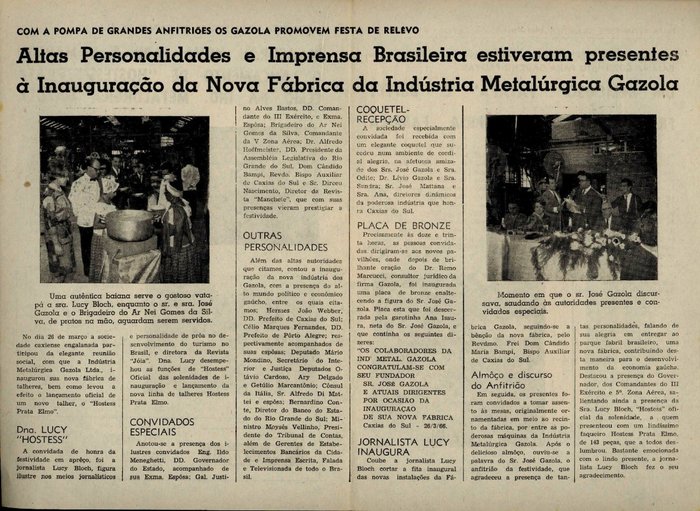 COM A POMPA DE GRANDES ANFITRIÕES OS GAZOLA PROMOVEM FESTA DE RELÊVO
Altas Personalidades e Imprensa Brasileira estiveram presentes
à Inauguração da Nova Fábrica da Indústria Metalúrgica Gazola
Uma autêntica baiana serve o gostoso vata-
pá a sra. Lucy Bloch, enquanto o sr. e sra. José
Gazola e o Brigadeiro do Ar Nei Gomes da Sil-
va, de pratos na mão, aguardam serem servidos.
No dia 26 de março a so-
ciedade caxiense engalanada par-
ticipou da elegante reunião
social, com que a Indústria
Metalúrgica Gazola Ltda.,
inaugurou sua nova fábrica de
talheres, bem como levou a
efeito o lançamento oficial de
um novo talher, o "Hostess
Prata Elmo".
Dna. LUCY
"HOSTESS"
A convidada de honra da
festividade em aprêço, foi a
jornalista Lucy Bloch, figura
ilustre nos meios jornalísticos
e personalidade de prôa no de-
senvolvimento do turismo no
Brasil, e diretora da Revista
"Jóia". Dna. Lucy desempe-
nhou as funções de "Hostess"
Oficial das solenidades de i-
nauguração e lançamento da
nova linha de talheres Hostess
Prata Elmo.
CONVIDADOS
ESPECIAIS
Anotou-se a presença dos i-
lustres convidados Eng. Ildo
Meneghetti, DD. Governador
do Estado, acompanhado de
sua Exma. Espôsa; Gal. Justi-
no Alves Bastos, DD. Coman-
dante do III Exército, e Exma.
Espôsa; Brigadeiro do Ar Nei
Gomes da Silva, Comandante
da V Zona Aérea; Dr. Alfredo
Hoffmeister, DD. Presidente da
Assembléia Legislativa do Rio
Grande do Sul. Dom Cândido
Bampi, Revdo. Bispo Auxiliar
de Caxias do Sul e Sr. Dirceu
Nascimento, Diretor da Revista
"Manchete", que com suas
presenças vieram prestigiar a
festividade.
OUTRAS
PERSONALIDADES
Além das altas autoridades
que citamos, contou a inaugu-
ração da nova indústria dos
Gazola, com a presença do al-
to mundo político e econômico
gaúcho, entre os quais cita-
mos: Hermes João Webber,
DD. Prefeito de Caxias do Sul;
Célio Marques Fernandes, DD.
Prefeito de Pôrto Alegre; res-
pectivamente acompanhados de
suas espôsas; Deputado Mário
Mondino, Secretário do Interior
e Justiça Deputados O-
távio Cardoso, Ary Delgado
e Getúlio Marcantônio; Cônsul
da Itália, Sr. Alfredo Di Mat-
tei e espôsa; Bernardino Con-
te, Diretor do Banco do Esta-
do do Rio Grande do Sul; Mi-
nistro Moysés Vellinho, Presi-
dente do Tribunal de Contas,
além de Gerentes de Estabele-
cimentos Bancários da Cidade
e Imprensa Escrita, Falada
e Televisionada de todo o Bra-
sil.
COQUETEL-
RECEPÇÃO
A sociedade especialmente
convidada foi recebida com
um elegante coquetel que su-
cedeu num ambiente de cordi-
al alegria, na afetuosa amiza-
de dos Srs. José Gazola e Sra.
Odite; Dr. Lívio Gazola e Sra.
Senira; Sr. José Mattana e
Sra. Ana, diretores dinâmicos
da poderosa indústria que hon-
ra Caxias do Sul.
PLACA DE BRONZE
Precisamente às doze e trin-
ta horas, as pessoas convida-
das dirigiram-se aos novos pa-
vilhões, onde depois de bri-
lhante oração do Dr. Remo
Marcucci, consultor jurídico da
firma Gazola, foi inaugurada
uma placa de bronze enalte-
cendo a figura do Sr. José Ga-
zola. Placa esta que foi descer-
rada pela garotinha Ana Isau-
ra, neta do Sr. José Gazola, e
que continha os seguintes di-
zeres:
"OS COLABORADORES DA
IND' METAL GAZOLA
CONGRATULAM-SE COM
SEU FUNDADOR
SR. JOSÉ GAZOLA
E ATUAIS DIRIGENTES
POR OCASIÃO DA
INAUGURAÇÃO
DE SUA NOVA FÁBRICA
Caxias do Sul - 26/3/66.
JORNALISTA LUCY
INAUGURA
Coube a jornalista Lucy
Bloch cortar a fita inaugural
das novas instalações da Fá-
Momento em que o sr. José Gazola discur-
sava, saudando às autoridades presentes e con-
vidados especiais.
brica Gazola, seguindo-se a
bênção da nova fábrica, pelo
Revdmo. Frei Dom Cândido
Maria Bampi, Bispo Auxiliar
de Caxias do Sul.
Almôço e discurso
do Anfitrião
Em seguida, os presentes fo-
ram convidados a tomar assen-
to às mesas, originalmente or-
namentadas em meio ao recin-
to da fábrica, por entre as po-
derosas máquinas da Indústria
Metalúrgica Gazola. Após o
delicioso almôço, ouviu-se a
palavra do Sr. José Gazola, o
anfitrião da festividade, que
agradeceu a presença de tan-
tas personalidades, falando de
sua alegria em entregar ao
parque fabril brasileiro, uma
nova fábrica, contribuindo des-
ta maneira para o desenvolvi-
mento da economia gaúcha.
Destacou a presença do Gover-
nador, dos Comandantes do III
Exército e 5ª. Zona Aérea, sa-
lientando ainda a presença da
Sra. Lucy Bloch, "Hostess" ofi-
cial da solenidade, a quem
presenteou com um lindíssimo
faqueiro Hostess Prata Elmo.
de 143 peças, que a todos des-
lumbrou. Bastante emocionada
com o lindo presente, a jorna-
lista Lucy Bloch fez o seu
agradecimento.